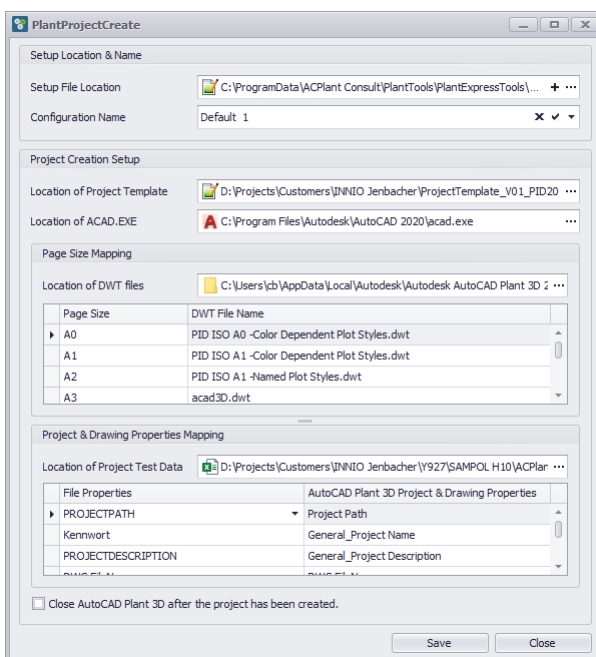 PlantProjectCreate
Setup Location & Name
Setup File Location C:\ProgramData\ACPlant Consult\PlantTools\PlantExpressTools\... + ...
Configuration Name Default 1
Project Creation Setup
Location of Project Template D:\Projects\Customers\INNIO Jenbacher\ProjectTemplate_V01_PID20 ...
Location of ACAD.EXE C:\Program Files\Autodesk\AutoCAD 2020\acad.exe ...
Page Size Mapping
Location of DWT files C:\Users\cb\AppData\Local\Autodesk\Autodesk AutoCAD Plant 3D 2 ...
Page Size DWT File Name
A0 PID ISO A0 -Color Dependent Plot Styles.dwt
A1 PID ISO A1 -Color Dependent Plot Styles.dwt
A2 PID ISO A1 -Named Plot Styles.dwt
A3 acad3D.dwt
Project & Drawing Properties Mapping
Location of Project Test Data D:\Projects\Customers\INNIO Jenbacher\Y927\SAMPOL H10\ACPlan ...
File Properties AutoCAD Plant 3D Project & Drawing Properties
PROJECTPATH Project Path
Kennwort General_Project Name
PROJECTDESCRIPTION General_Project Description
Close AutoCAD Plant 3D after the project has been created.
Save Close